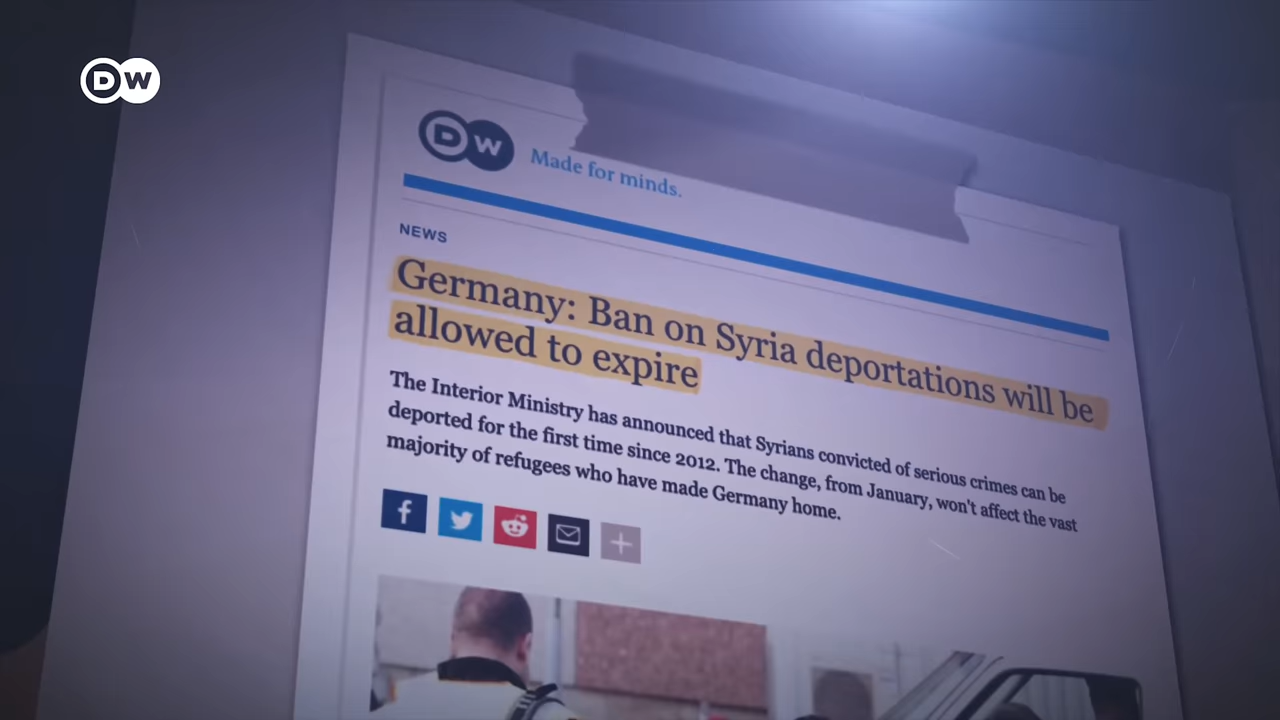 DW
DW
Made for minds.
NEWS
Germany: Ban on Syria deportations will be
allowed to expire
The Interior Ministry has announced that Syrians convicted of serious crimes can be
deported for the first time since 2012. The change, from January, won't affect the vast
majority of refugees who have made Germany home.